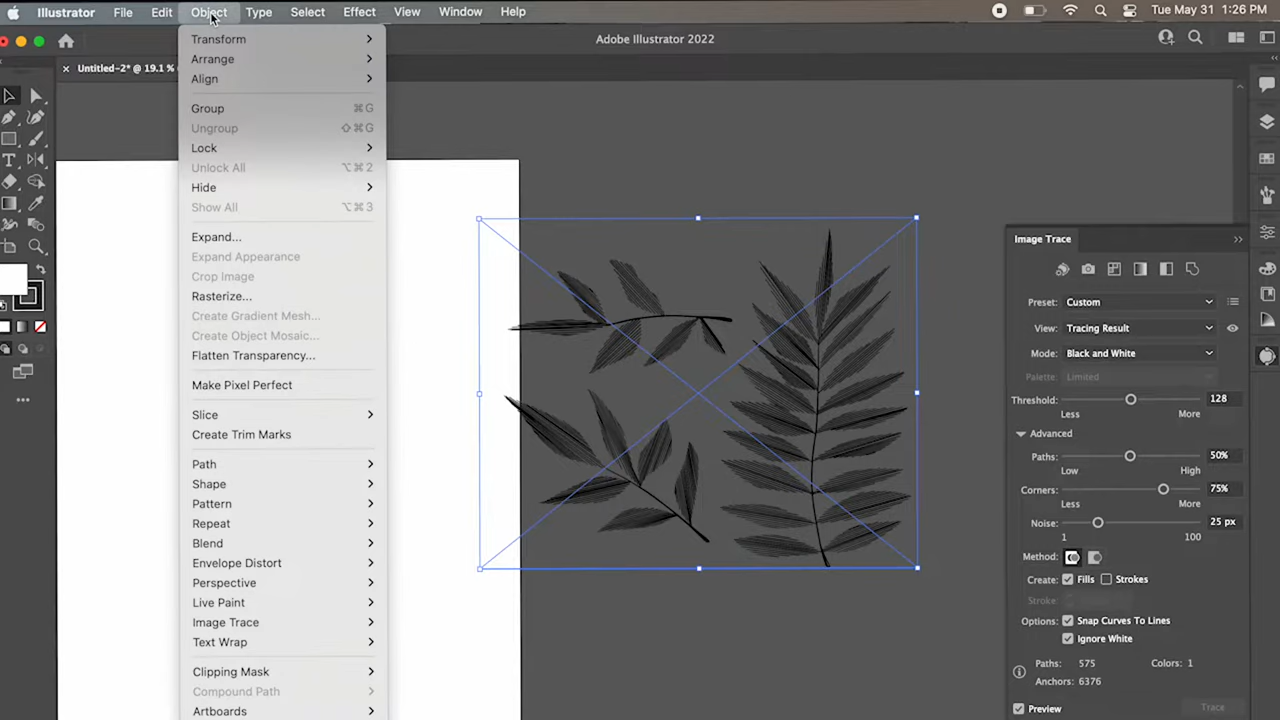 Illustrator File Edit Object Type Select Effect View Window Help Tue May 31 1:26 PM
Adobe Illustrator 2022
× Untitled-2* @ 19.1 %
Transform
Arrange
Align
Group ⌘G
Ungroup ⇧⌘G
Lock
Unlock All ⌥⌘2
Hide
Show All ⌥⌘3
Expand...
Expand Appearance
Crop Image
Rasterize...
Create Gradient Mesh...
Create Object Mosaic...
Flatten Transparency...
Make Pixel Perfect
Slice
Create Trim Marks
Path
Shape
Pattern
Repeat
Blend
Envelope Distort
Perspective
Live Paint
Image Trace
Text Wrap
Clipping Mask
Compound Path
Artboards
Image Trace
Preset: Custom
View: Tracing Result
Mode: Black and White
Palette: Limited
Threshold: 128
Less More
Advanced
Paths: 50%
Low High
Corners: 75%
Less More
Noise: 25 px
1 100
Method:
Create: Fills Strokes
Stroke:
Options: Snap Curves To Lines
Ignore White
Paths: 575 Colors: 1
Anchors: 6376
Preview Trace